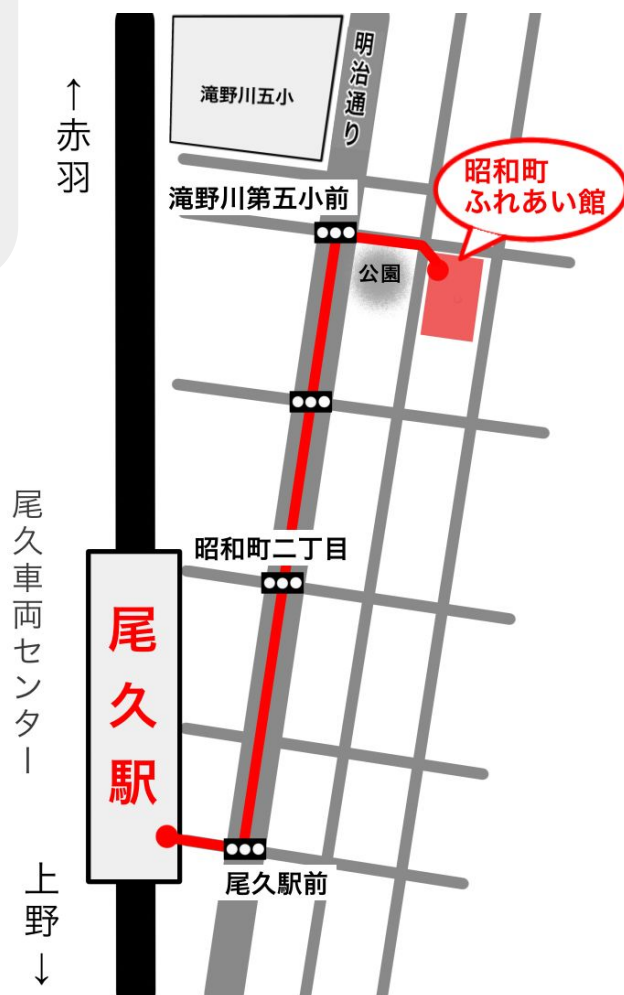 明治通り
滝野川五小
↑赤羽
昭和町
ふれあい館
滝野川第五小前
公園
尾久車両センター
昭和町二丁目
尾久駅
尾久駅前
上野↓